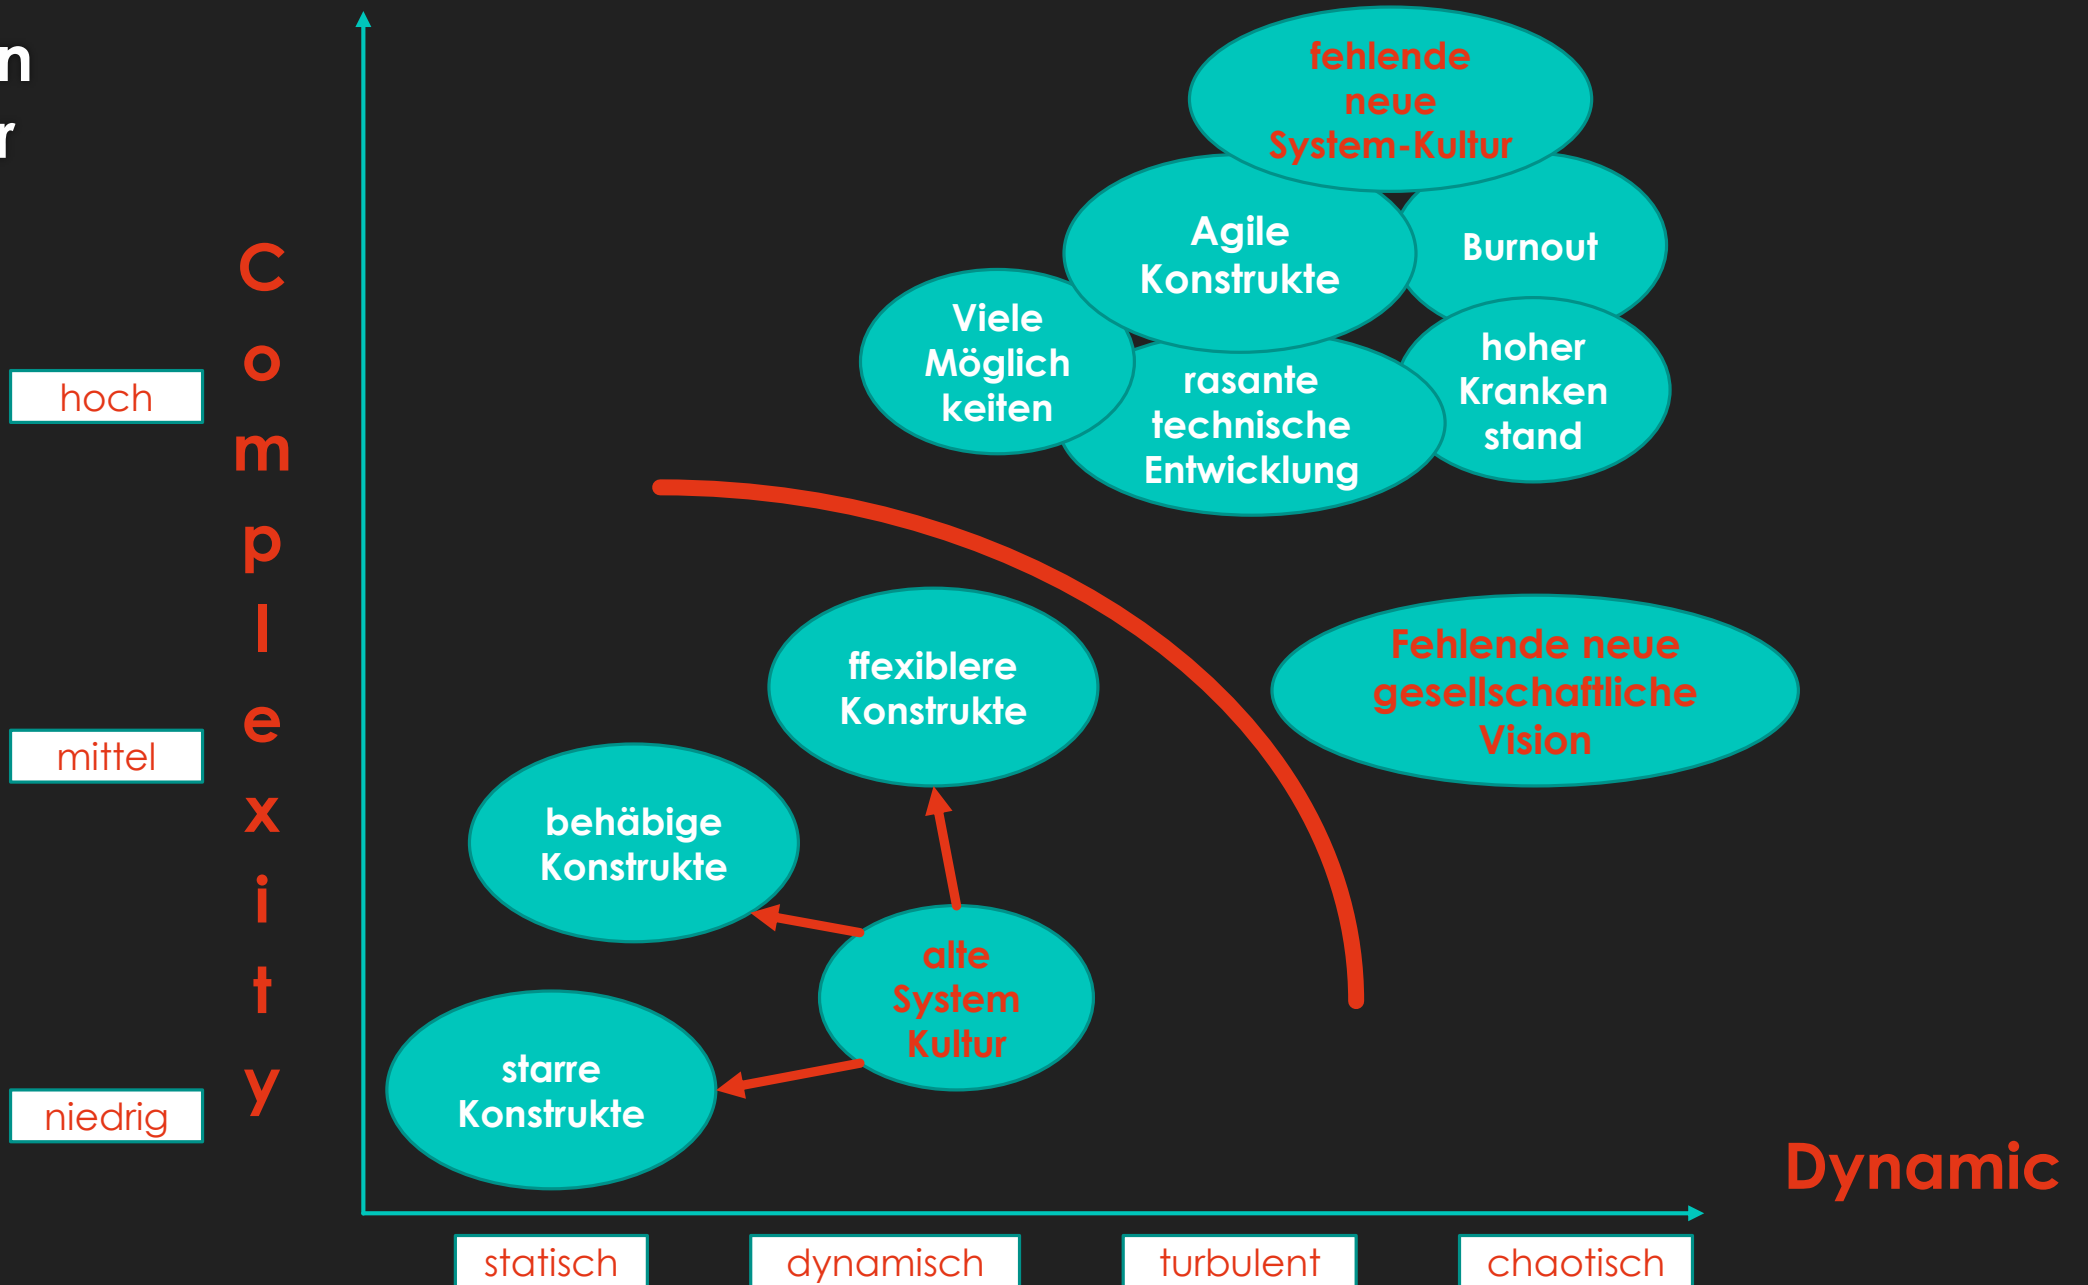 n
r
fehlende
neue
System-Kultur
Agile
Konstrukte
Burnout
Viele
Möglich
keiten
rasante
technische
Entwicklung
hoher
Kranken
stand
C
o
m
p
l
e
x
i
t
y
hoch
mittel
niedrig
ffexiblere
Konstrukte
Fehlende neue
gesellschaftliche
Vision
behäbige
Konstrukte
alte
System
Kultur
starre
Konstrukte
Dynamic
statisch
dynamisch
turbulent
chaotisch